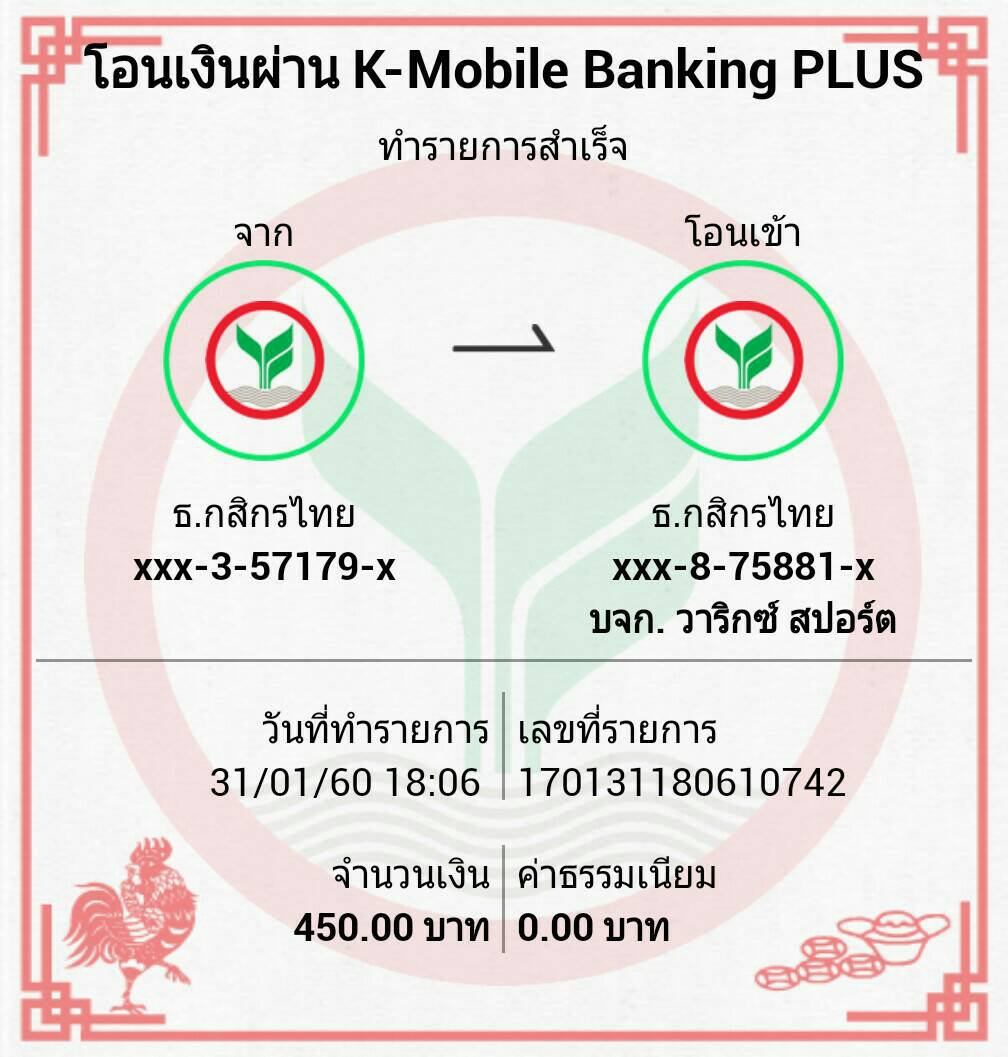 โอนเงินผ่าน K-Mobile Banking PLUS
ทำรายการสำเร็จ
จาก
โอนเข้า
ธ.กสิกรไทย
xxx-3-57179-x
ธ.กสิกรไทย
xxx-8-75881-x
บจก. วาริกซ์ สปอร์ต
วันที่ทำรายการ
31/01/60 18:06
เลขที่รายการ
170131180610742
จำนวนเงิน
450.00 บาท
ค่าธรรมเนียม
0.00 บาท